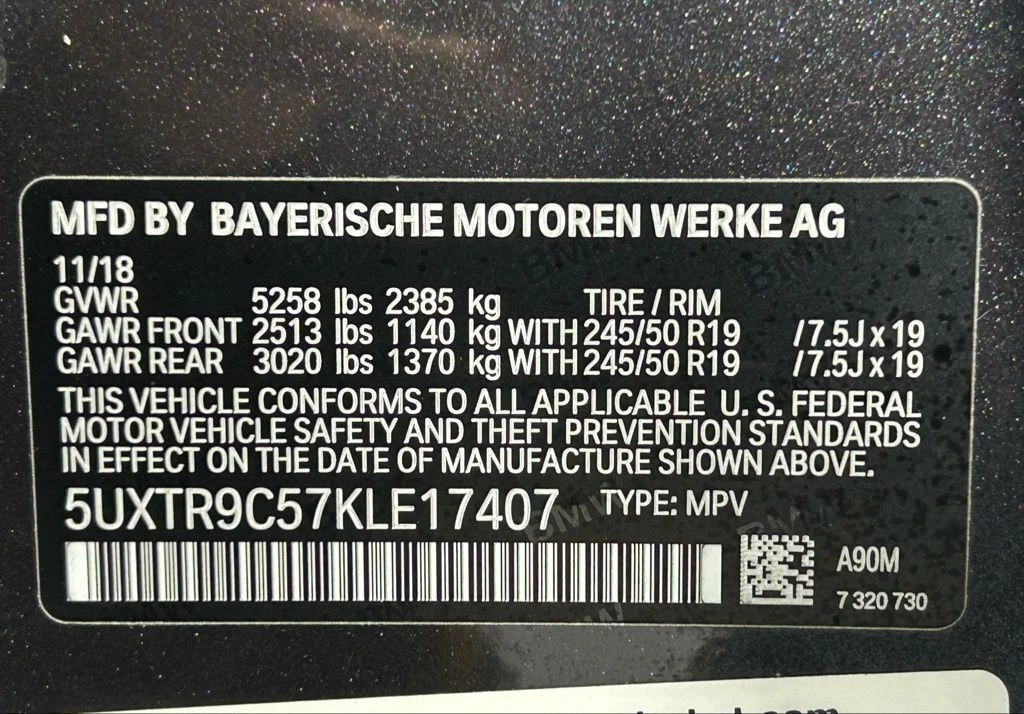 MFD BY BAYERISCHE MOTOREN WERKE AG
11/18
GVWR 5258 lbs 2385 kg TIRE / RIM
GAWR FRONT 2513 lbs 1140 kg WITH 245/50 R19 /7.5J x 19
GAWR REAR 3020 lbs 1370 kg WITH 245/50 R19 /7.5J x 19
THIS VEHICLE CONFORMS TO ALL APPLICABLE U. S. FEDERAL
MOTOR VEHICLE SAFETY AND THEFT PREVENTION STANDARDS
IN EFFECT ON THE DATE OF MANUFACTURE SHOWN ABOVE.
5UXTR9C57KLE17407 TYPE: MPV
A90M
7 320 730